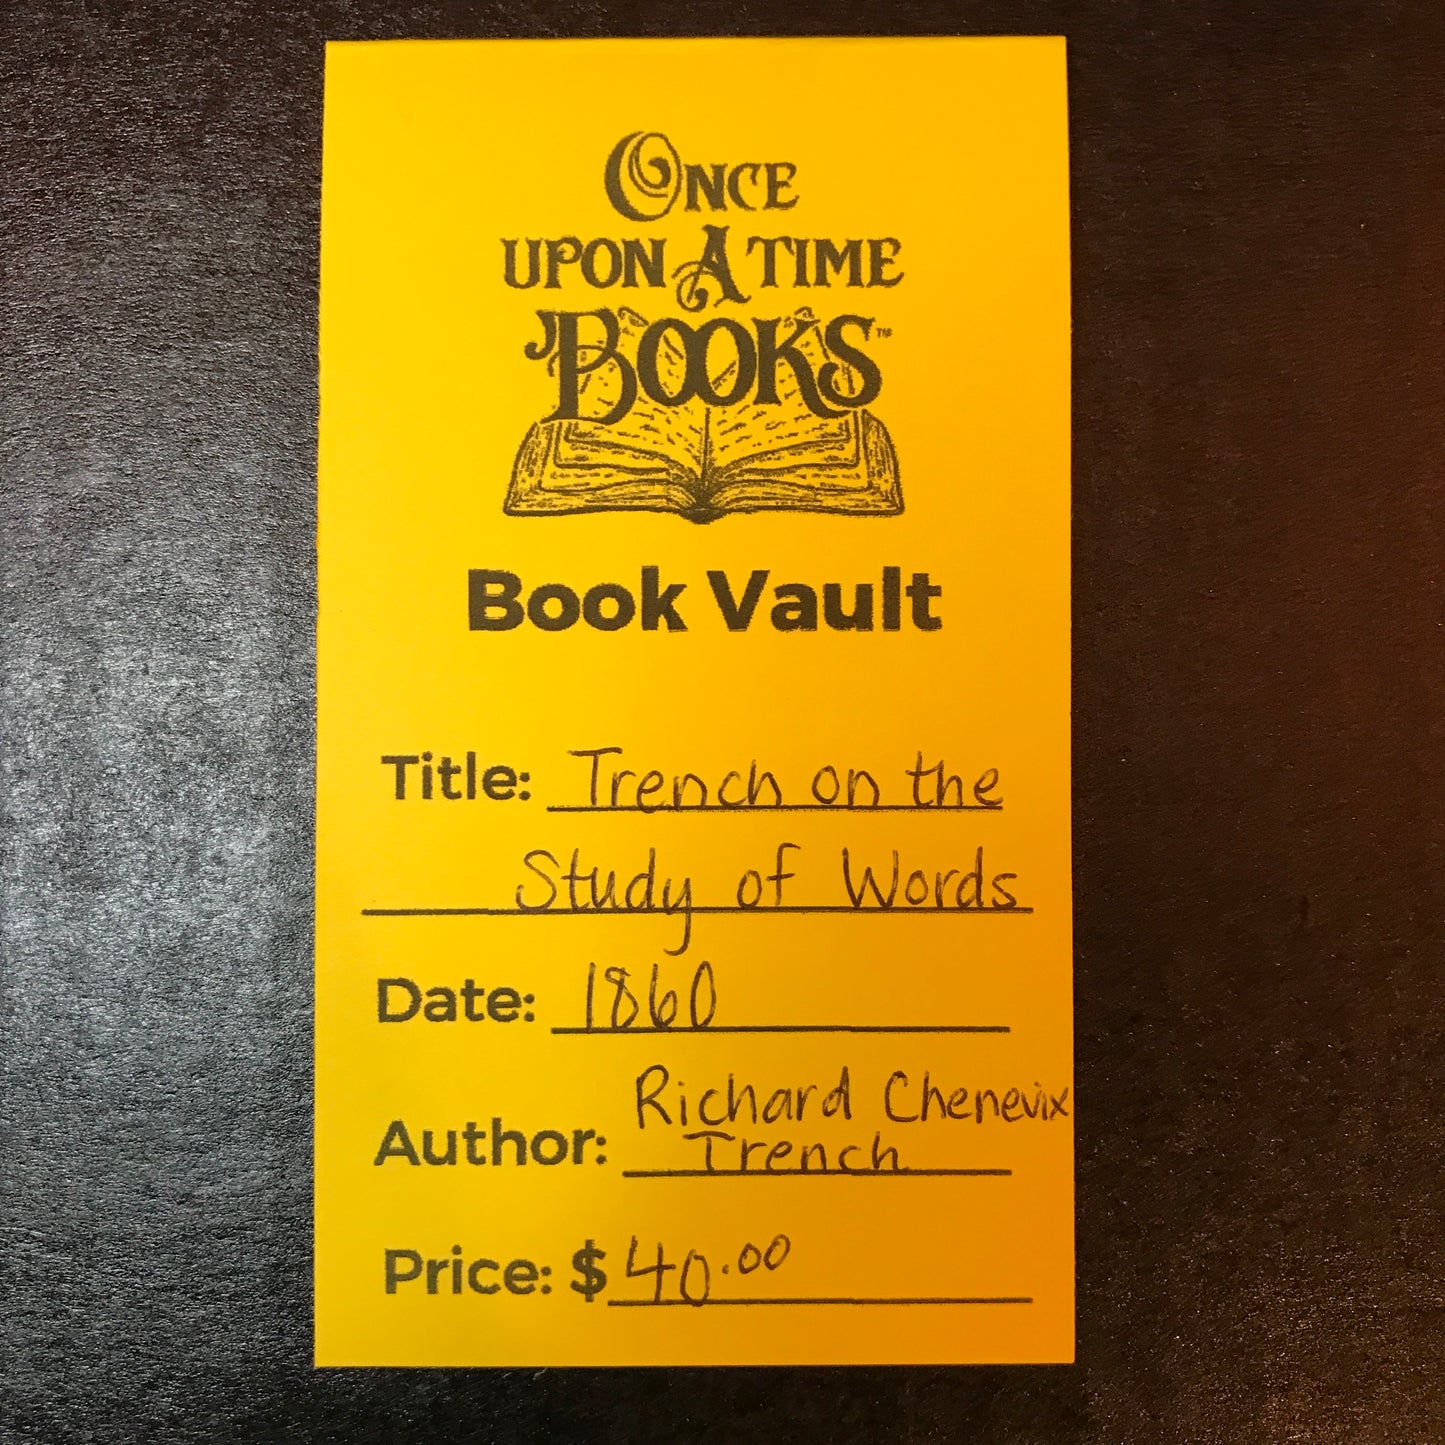 ONCE
UPON A TIME
BOOKS™
Book Vault
Title: Trench on the
Study of Words
Date: 1860
Richard Chenevix
Author: Trench
Price: $40.00